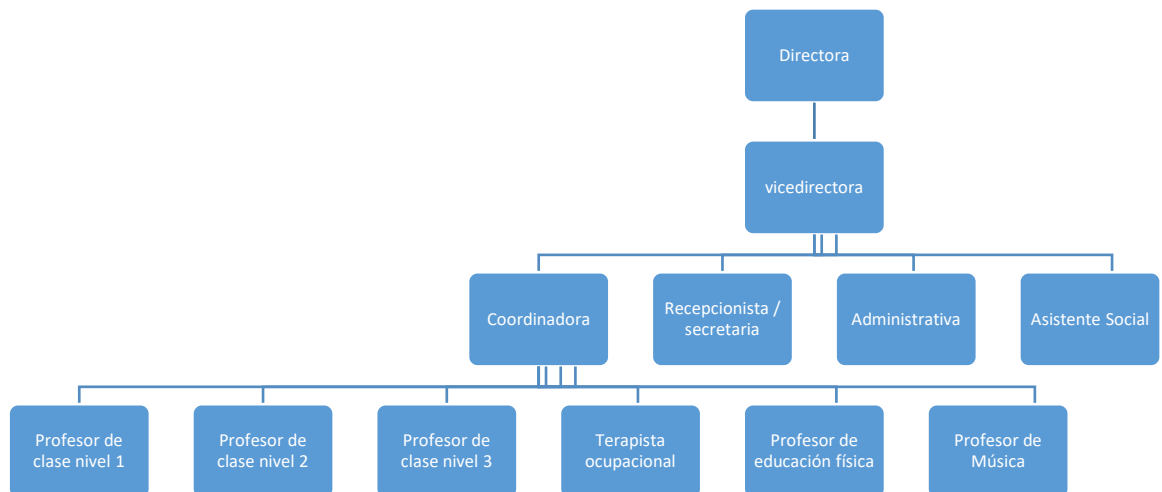 Directora
vicedirectora
Coordinadora
Recepcionista /
secretaria
Administrativa
Asistente Social
Profesor de
clase nivel 1
Profesor de
clase nivel 2
Profesor de
clase nivel 3
Terapista
ocupacional
Profesor de
educación física
Profesor de
Música